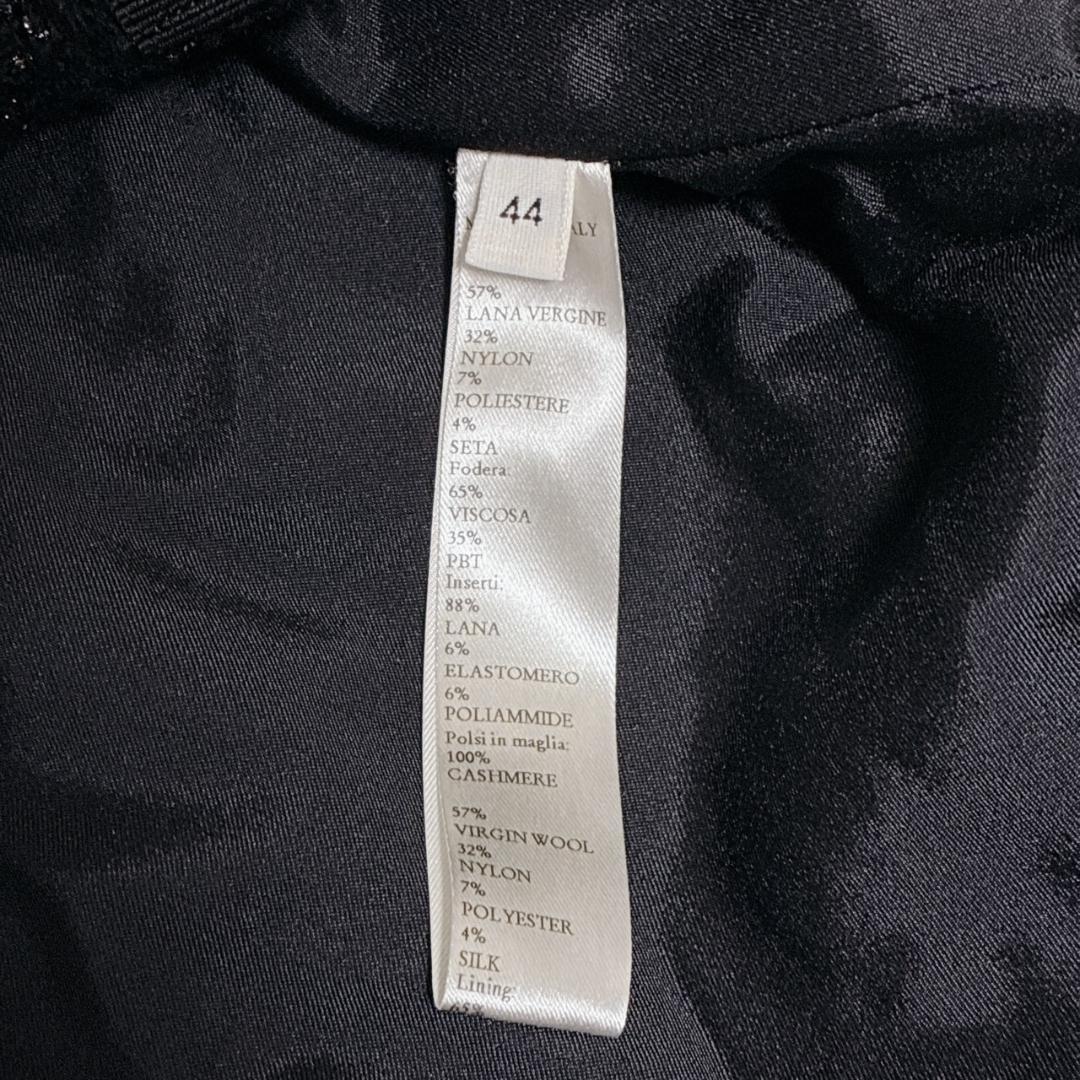 44
57%
LANA VERGINE
32%
NYLON
7%
POLIESTERE
4%
SETA
Fodera:
65%
VISCOSA
35%
PBT
Inserti:
88%
LANA
6%
ELASTOMERO
6%
POLIAMMIDE
Polsi in maglia:
100%
CASHMERE
57%
VIRGIN WOOL
32%
NYLON
7%
POLYESTER
4%
SILK
Lining:
65%